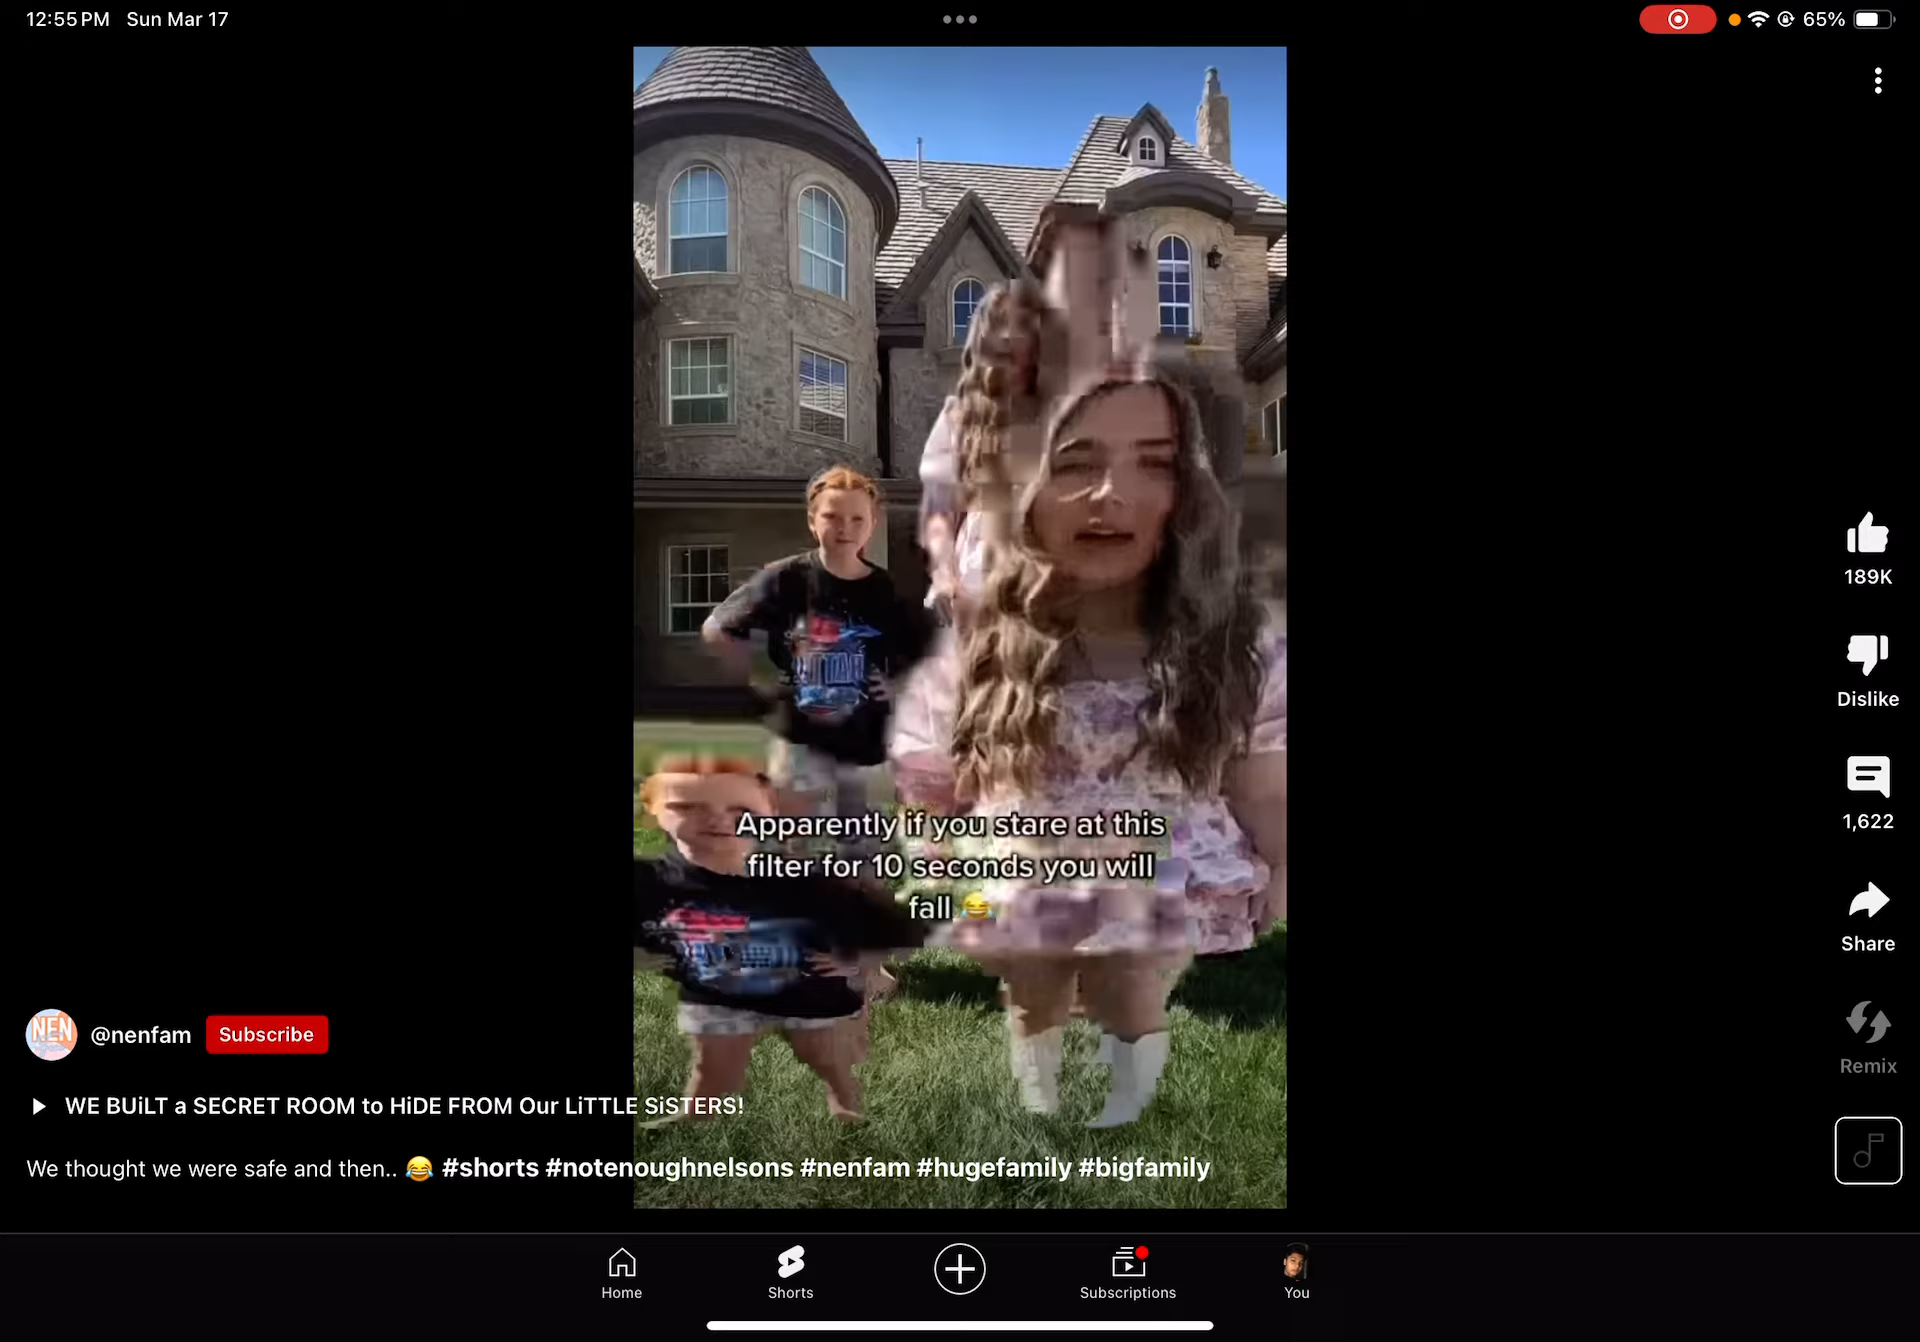 12:55 PM Sun Mar 17
65%
Apparently if you stare at this
filter for 10 seconds you will
fall 😂
189K
Dislike
1,622
Share
Remix
NEN
@nenfam
Subscribe
WE BUiLT a SECRET ROOM to HiDE FROM Our LiTTLE SiSTERS!
We thought we were safe and then.. 😂 #shorts #notenoughnelsons #nenfam #hugefamily #bigfamily
Home
Shorts
Subscriptions
You